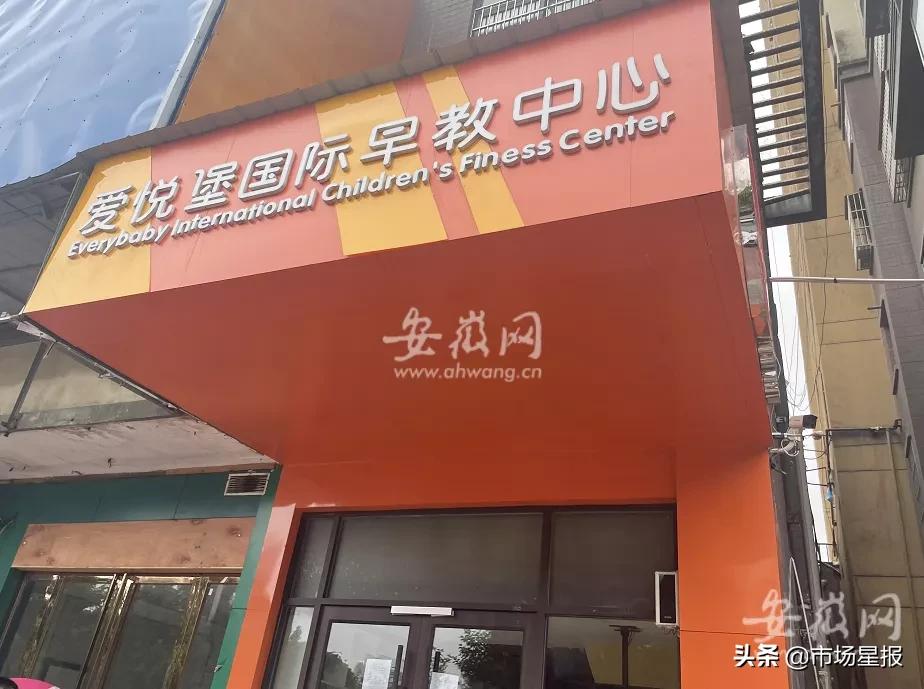 爱悦堡国际早教中心
Everybaby International Children's Finess Center
安徽网
www.ahwang.cn
安徽网
头条 @市场星报